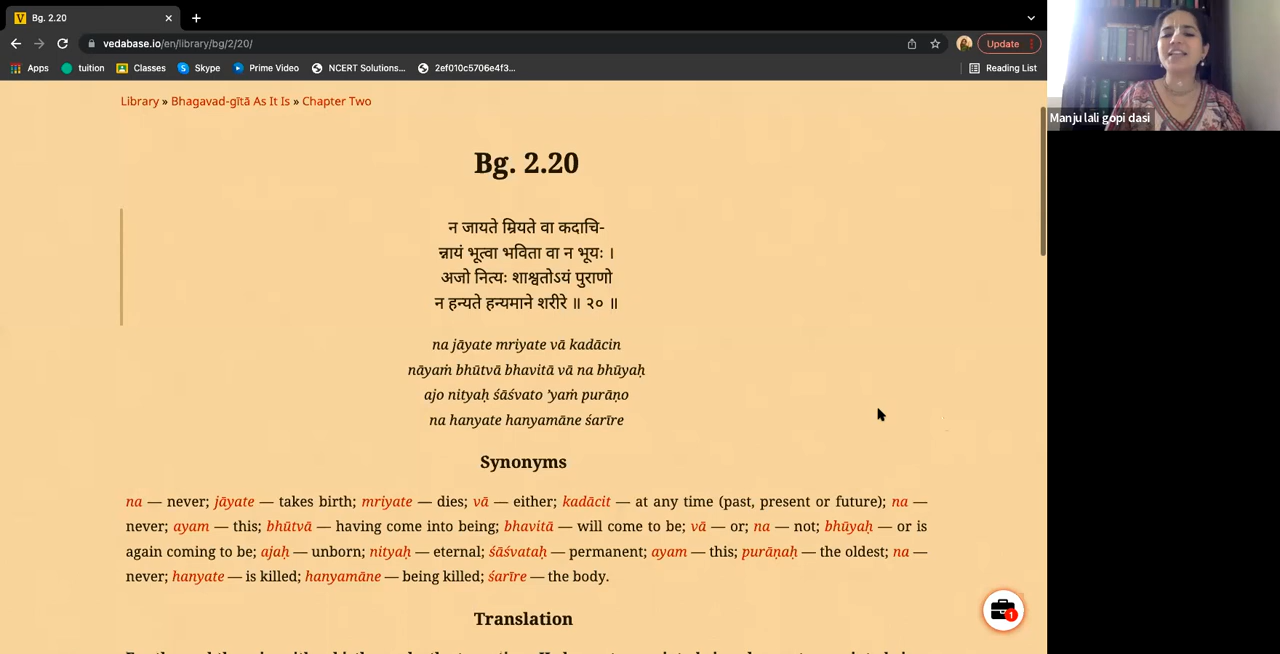 V Bg. 2.20
vedabase.io/en/library/bg/2/20/
Update
Apps tuition Classes Skype Prime Video NCERT Solutions... 2ef010c5706e4f3... Reading List
Manju lali gopi dasi
Library » Bhagavad-gītā As It Is » Chapter Two
Bg. 2.20
न जायते म्रियते वा कदाचि-
न्नायं भूत्वा भविता वा न भूयः ।
अजो नित्यः शाश्वतोऽयं पुराणो
न हन्यते हन्यमाने शरीरे ॥ २० ॥
na jāyate mriyate vā kadācin
nāyaṁ bhūtvā bhavitā vā na bhūyaḥ
ajo nityaḥ śāśvato ’yaṁ purāṇo
na hanyate hanyamāne śarīre
Synonyms
na — never; jāyate — takes birth; mriyate — dies; vā — either; kadācit — at any time (past, present or future); na —
never; ayam — this; bhūtvā — having come into being; bhavitā — will come to be; vā — or; na — not; bhūyaḥ — or is
again coming to be; ajaḥ — unborn; nityaḥ — eternal; śāśvataḥ — permanent; ayam — this; purāṇaḥ — the oldest; na —
never; hanyate — is killed; hanyamāne — being killed; śarīre — the body.
1
Translation